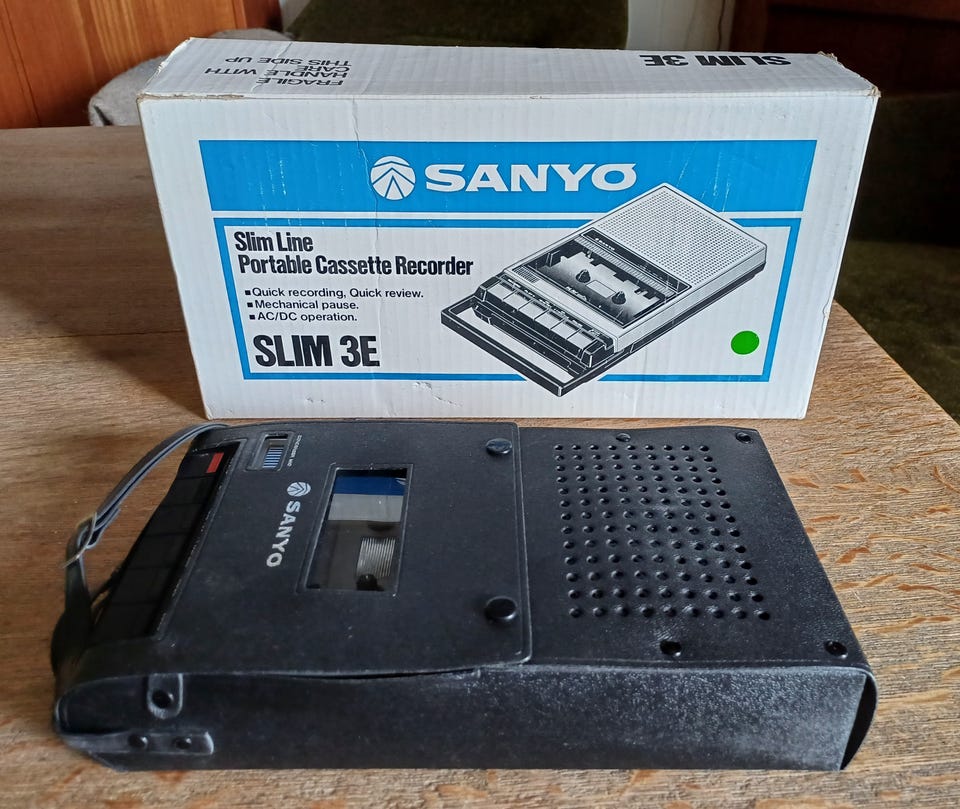 FRAGILE
HANDLE WITH
CARE
THIS SIDE UP
SLIM 3E
SANYO
Slim Line
Portable Cassette Recorder
SANYO
▪Quick recording, Quick review.
▪Mechanical pause.
▪AC/DC operation.
SLIM 3E
SANYO